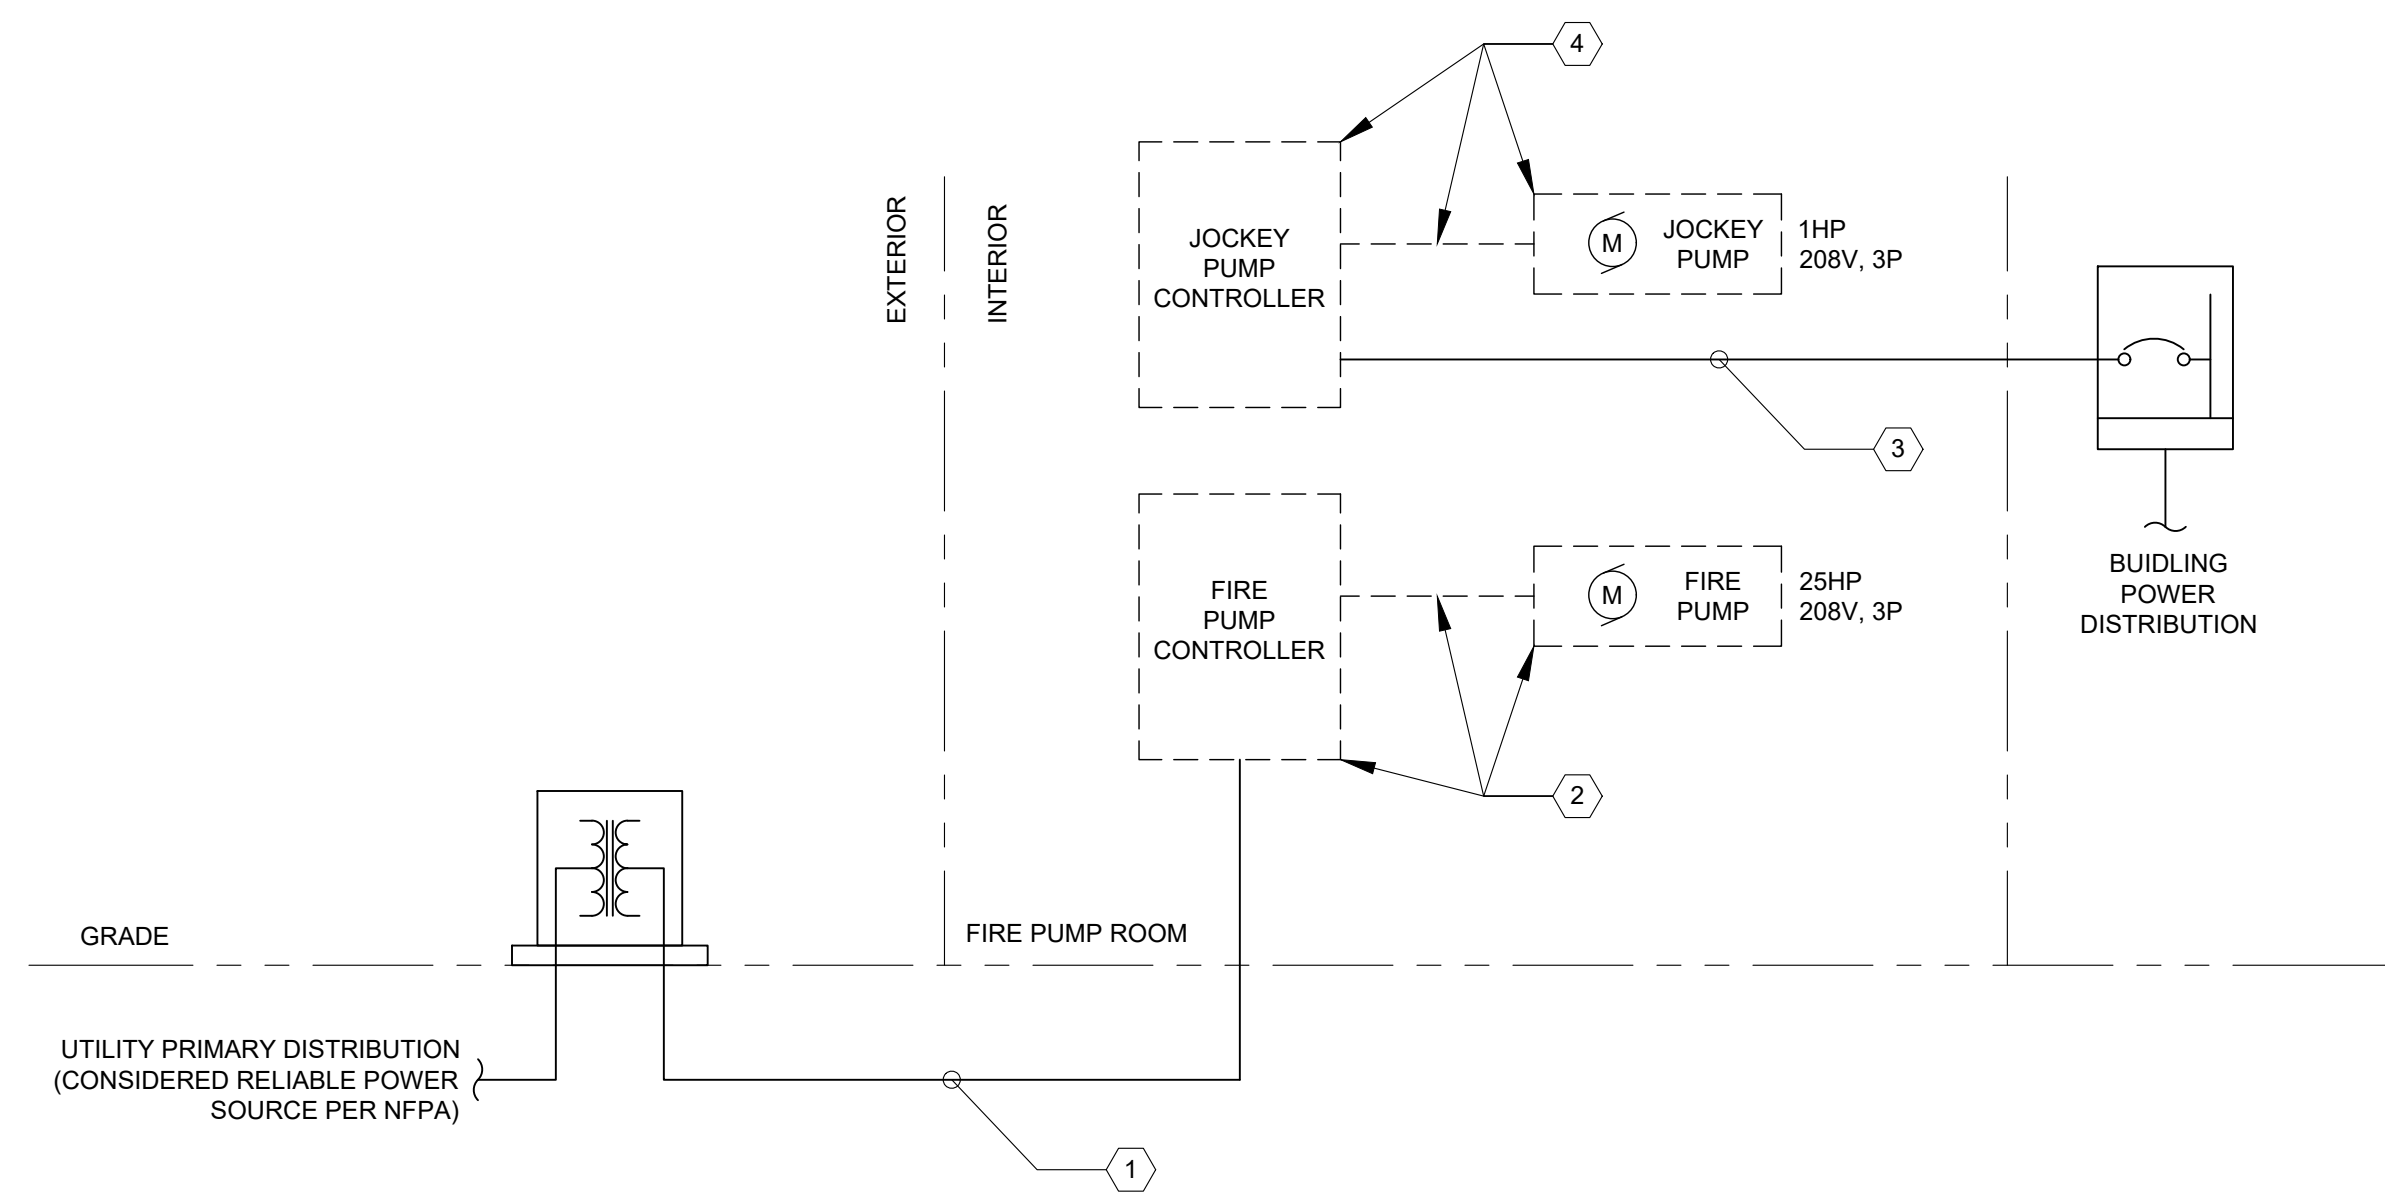 4
EXTERIOR
INTERIOR
JOCKEY
PUMP
CONTROLLER
M
JOCKEY
PUMP
1HP
208V, 3P
3
BUIDLING
POWER
DISTRIBUTION
FIRE
PUMP
CONTROLLER
M
FIRE
PUMP
25HP
208V, 3P
2
GRADE
FIRE PUMP ROOM
UTILITY PRIMARY DISTRIBUTION
(CONSIDERED RELIABLE POWER
SOURCE PER NFPA)
1